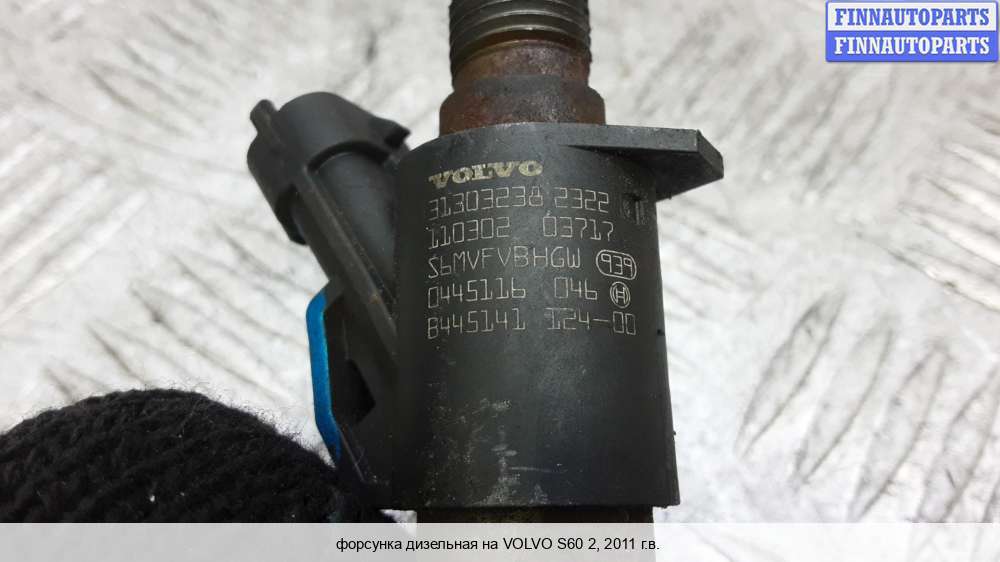 FINNAUTOPARTS
FINNAUTOPARTS
VOLVO
31303238 2322
110302 03717
S6MVFVBHGW 939
0445116 046 H
B445141 124-00
форсунка дизельная на VOLVO S60 2, 2011 г.в.